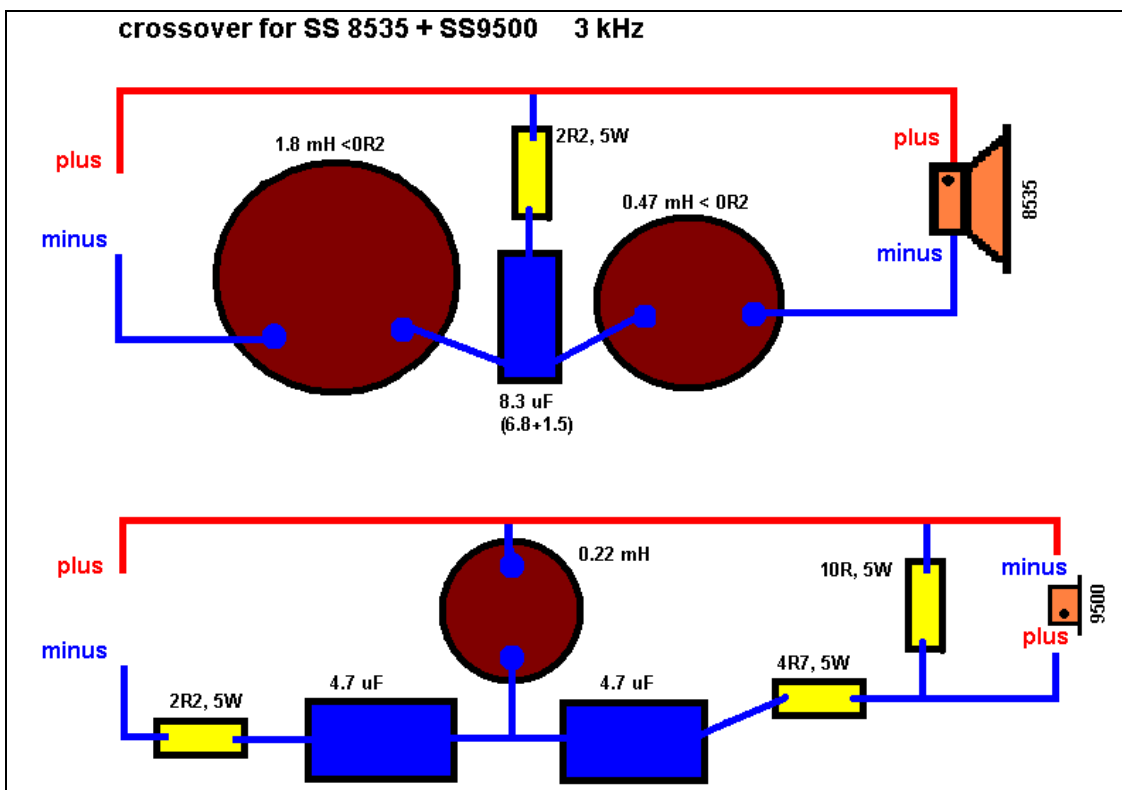 crossover for SS 8535 + SS9500 3 kHz
1.8 mH <0R2
2R2, 5W
plus
plus
0.47 mH < 0R2
8535
minus
minus
8.3 uF
(6.8+1.5)
plus
0.22 mH
10R, 5W
minus
9500
plus
minus
2R2, 5W
4.7 uF
4.7 uF
4R7, 5W